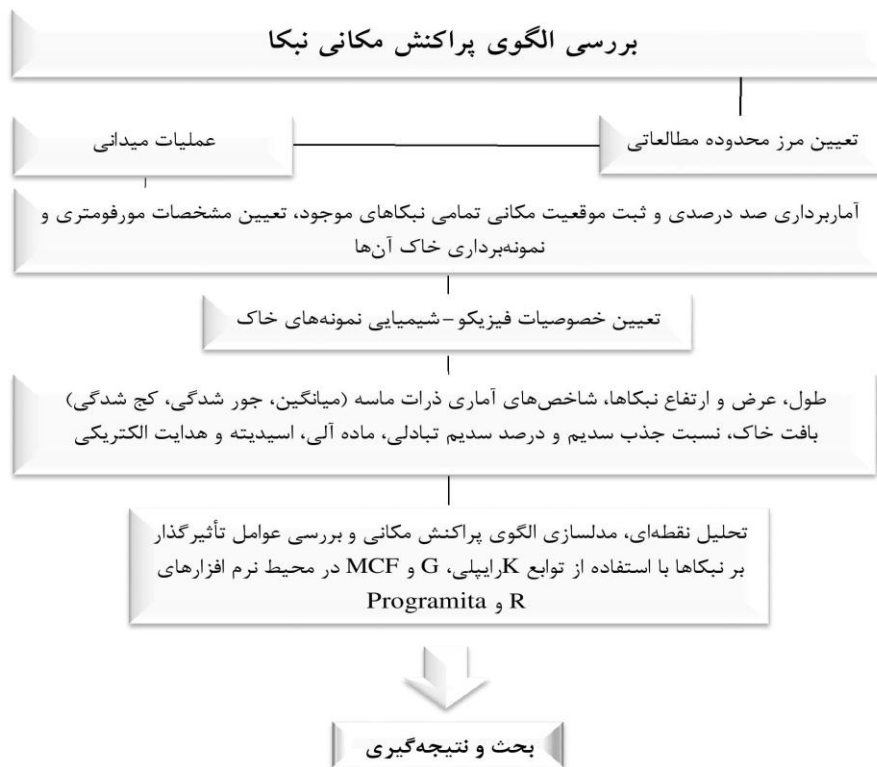 بررسی الگوی پراکنش مکانی نبکا
تعیین مرز محدوده مطالعاتی
عملیات میدانی
آماربرداری صد درصدی و ثبت موقعیت مکانی تمامی نبکاهای موجود، تعیین مشخصات مورفومتری و
نمونه‌برداری خاک آن‌ها
تعیین خصوصیات فیزیکو-شیمیایی نمونه‌های خاک
طول، عرض و ارتفاع نبکاها، شاخص‌های آماری ذرات ماسه (میانگین، جور شدگی، کج شدگی)
بافت خاک، نسبت جذب سدیم و درصد سدیم تبادلی، ماده آلی، اسیدیته و هدایت الکتریکی
تحلیل نقطه‌ای، مدلسازی الگوی پراکنش مکانی و بررسی عوامل تأثیرگذار
بر نبکاها با استفاده از توابع Kرایپلی، G و MCF در محیط نرم افزارهای
R و Programita
بحث و نتیجه‌گیری